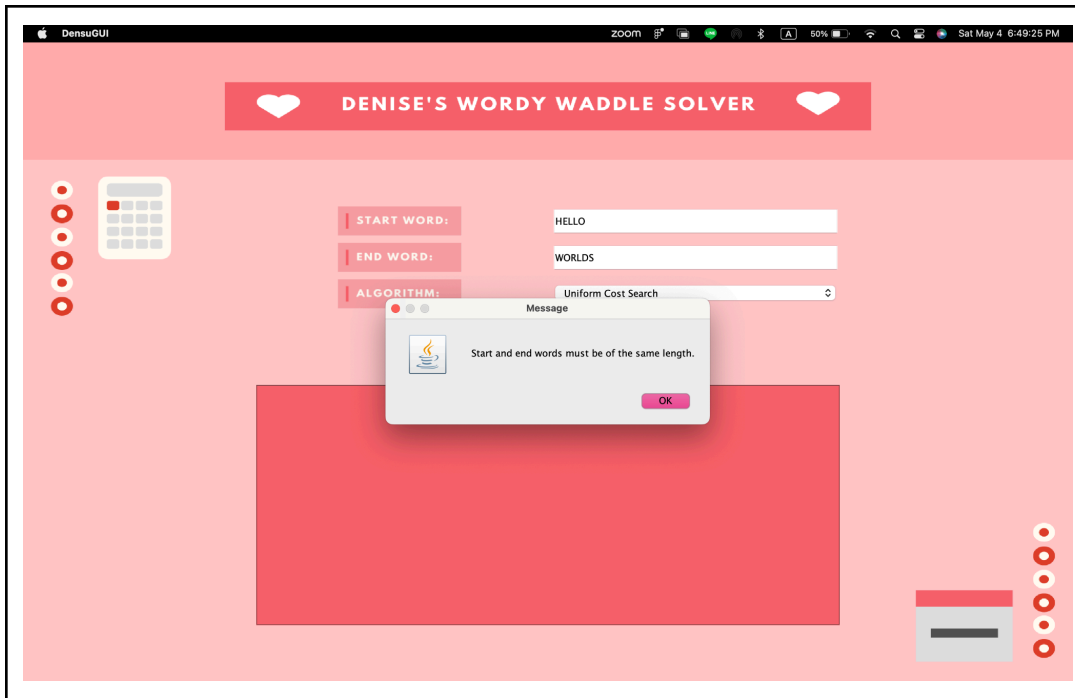 DensuGUI
zoom A 50% Sat May 4 6:49:25 PM
DENISE'S WORDY WADDLE SOLVER
START WORD:
HELLO
END WORD:
WORLDS
ALGORITHM:
Uniform Cost Search
Message
Start and end words must be of the same length.
OK